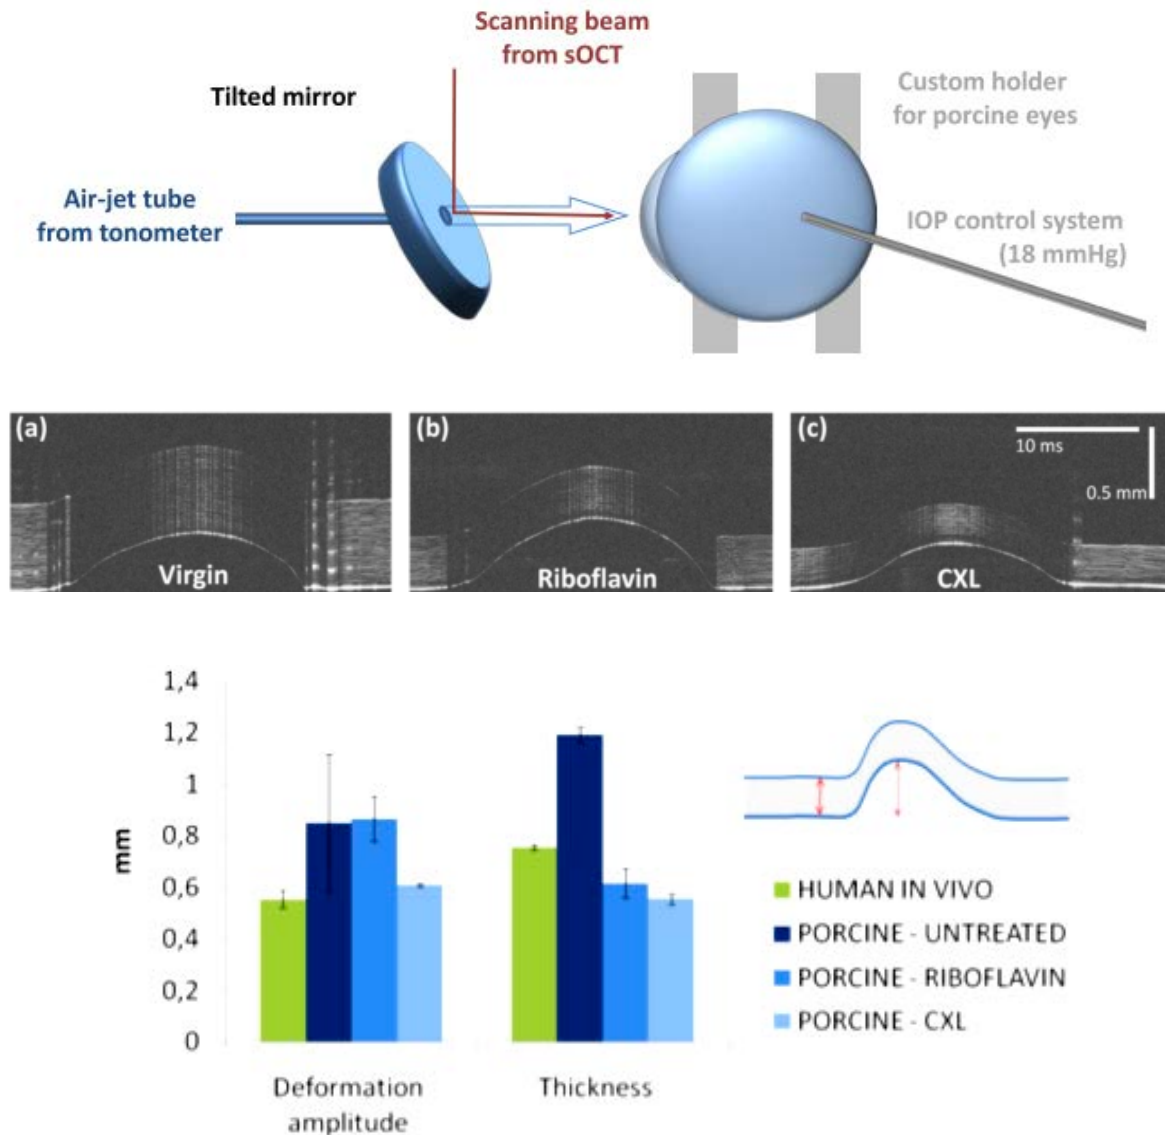 Scanning beam
from sOCT
Tilted mirror
Custom holder
for porcine eyes
Air-jet tube
from tonometer
IOP control system
(18 mmHg)
(a)
Virgin
(b)
Riboflavin
(c)
10 ms
0.5 mm
CXL
1,4
1,2
1
0,8
0,6
0,4
0,2
0
mm
Deformation
amplitude
Thickness
HUMAN IN VIVO
PORCINE - UNTREATED
PORCINE - RIBOFLAVIN
PORCINE - CXL